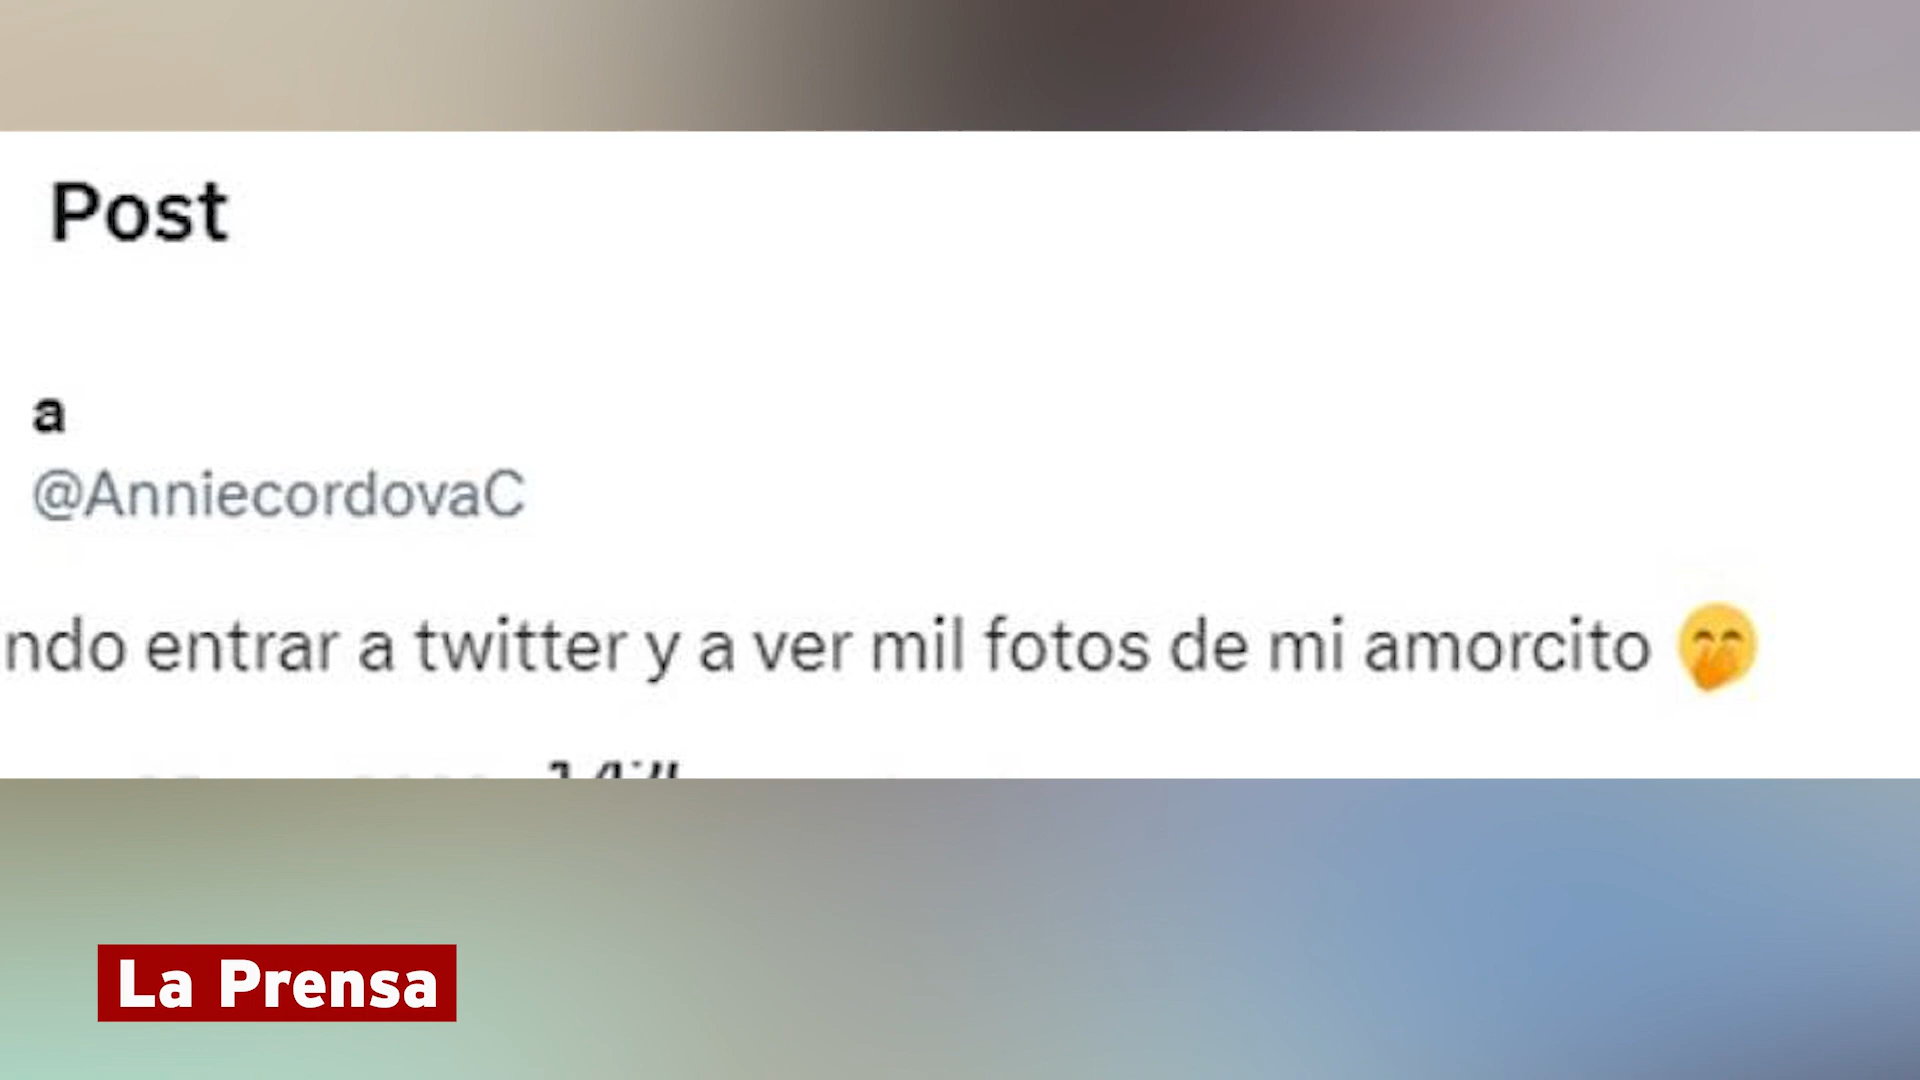 Post
a
@AnniecordovaC
ndo entrar a twitter y a ver mil fotos de mi amorcito 🤭
La Prensa